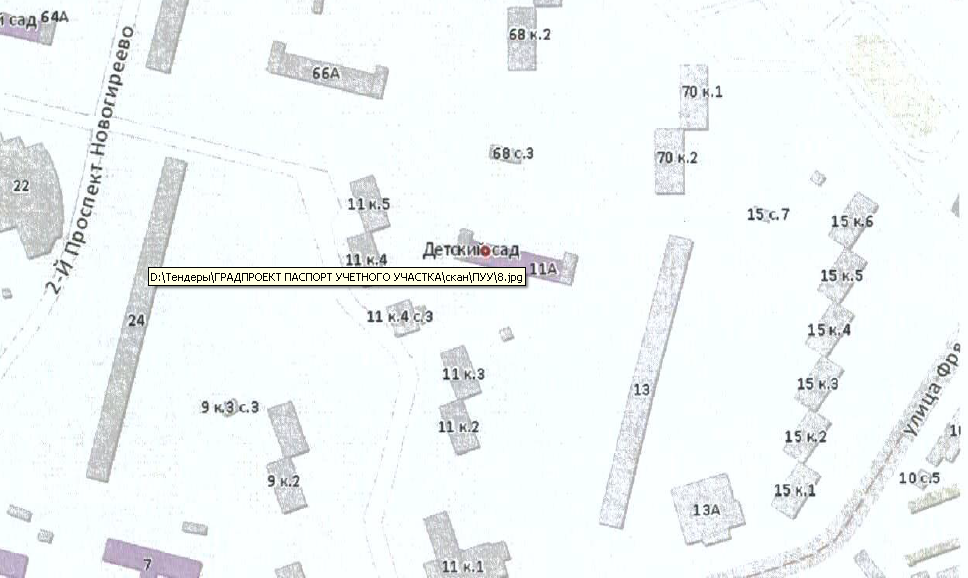 й сад 64А
68 к.2
66А
70 к.1
2-й Проспект Новогиреево
68 с.3
70 к.2
22
11 к.5
15 с.7
15 к.6
Детский сад
11 к.4
11А
15 к.5
D:\Тендеры\ГРАДПРОЕКТ ПАСПОРТ УЧЕТНОГО УЧАСТКА\скан\ПУУ\8.jpg
24
11 к.4 с.3
15 к.4
11 к.3
13
15 к.3
улица Фря
9 к.3 с.3
11 к.2
15 к.2
10
9 к.2
15 к.1
10 с.5
13А
7
11 к.1